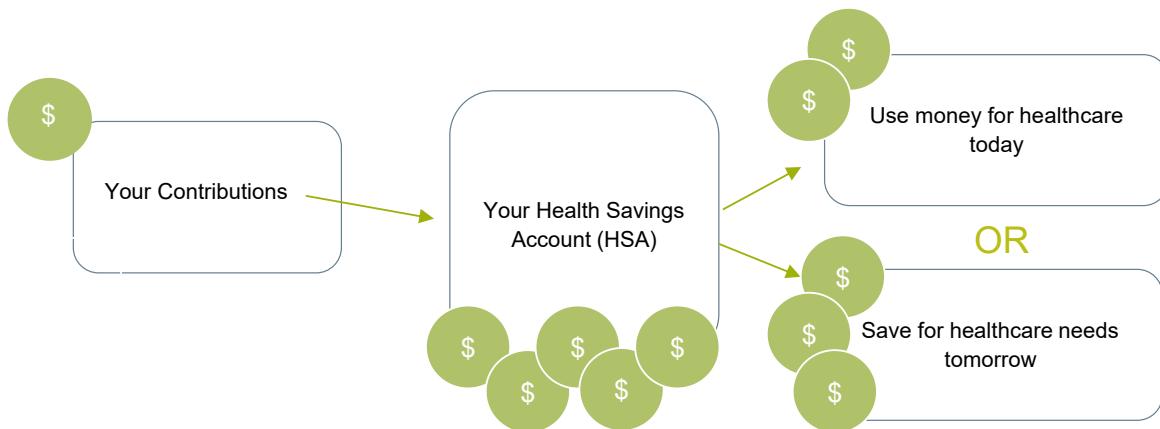 $
Your Contributions
Your Health Savings
Account (HSA)
$
$
$
$
$
$
$
Use money for healthcare
today
OR
$
$
$
Save for healthcare needs
tomorrow